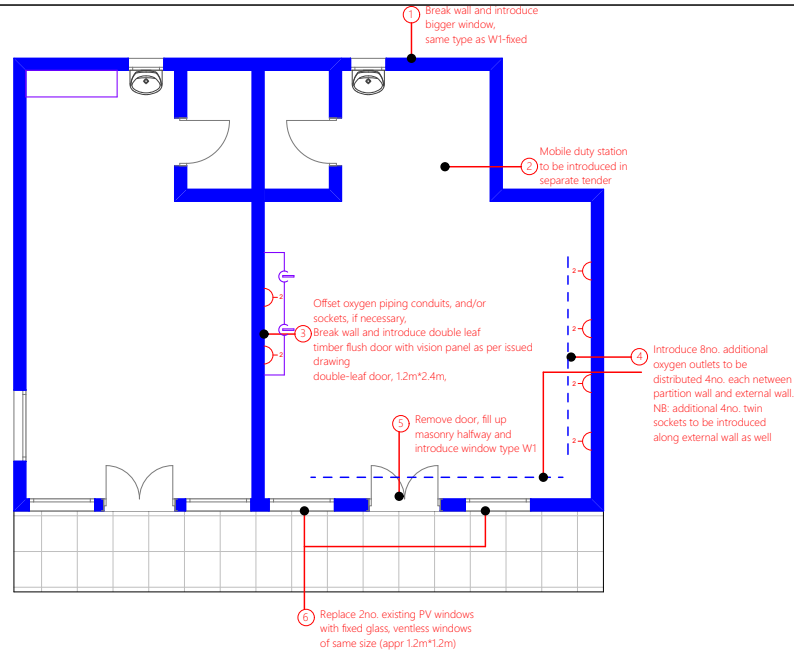 1
Break wall and introduce
bigger window,
same type as W1-fixed
2
Mobile duty station
to be introduced in
separate tender
3
Offset oxygen piping conduits, and/or
sockets, if necessary,
Break wall and introduce double leaf
timber flush door with vision panel as per issued
drawing
double-leaf door, 1.2m*2.4m,
2
2
2
2
2
2
4
Introduce 8no. additional
oxygen outlets to be
distributed 4no. each netween
partition wall and external wall.
NB: additional 4no. twin
sockets to be introduced
along external wall as well
5
Remove door, fill up
masonry halfway and
introduce window type W1
6
Replace 2no. existing PV windows
with fixed glass, ventless windows
of same size (appr 1.2m*1.2m)